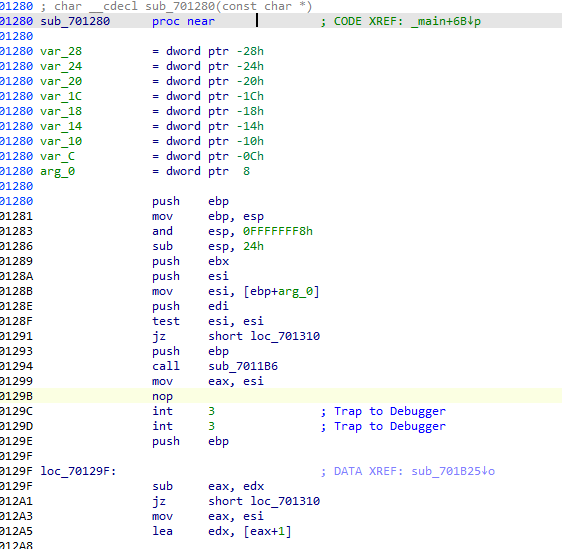 01280 ; char __cdecl sub_701280(const char *)
01280 sub_701280 proc near ; CODE XREF: _main+6B↓p
01280
01280 var_28 = dword ptr -28h
01280 var_24 = dword ptr -24h
01280 var_20 = dword ptr -20h
01280 var_1C = dword ptr -1Ch
01280 var_18 = dword ptr -18h
01280 var_14 = dword ptr -14h
01280 var_10 = dword ptr -10h
01280 var_C = dword ptr -0Ch
01280 arg_0 = dword ptr 8
01280
01280 push ebp
01281 mov ebp, esp
01283 and esp, 0FFFFFFF8h
01286 sub esp, 24h
01289 push ebx
0128A push esi
0128B mov esi, [ebp+arg_0]
0128E push edi
0128F test esi, esi
01291 jz short loc_701310
01293 push ebp
01294 call sub_7011B6
01299 mov eax, esi
0129B nop
0129C int 3 ; Trap to Debugger
0129D int 3 ; Trap to Debugger
0129E push ebp
0129F
0129F loc_70129F: ; DATA XREF: sub_701B25↓o
0129F sub eax, edx
012A1 jz short loc_701310
012A3 mov eax, esi
012A5 lea edx, [eax+1]
012A8